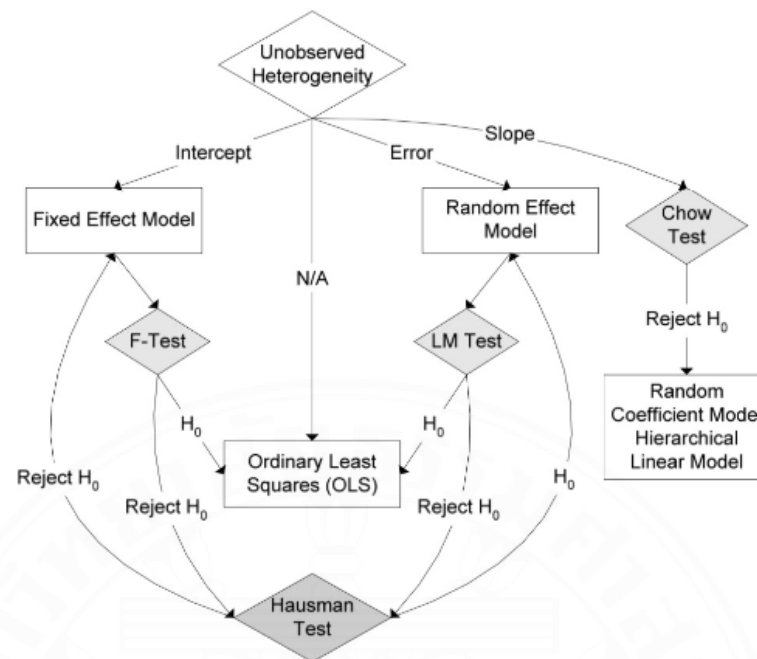 Unobserved
Heterogeneity
Slope
Intercept
Error
Fixed Effect Model
Random Effect
Model
Chow
Test
N/A
F-Test
LM Test
Reject H₀
H₀
H₀
Random
Coefficient Model
Hierarchical
Linear Model
Ordinary Least
Squares (OLS)
Reject H₀
Reject H₀
Reject H₀
H₀
Hausman
Test